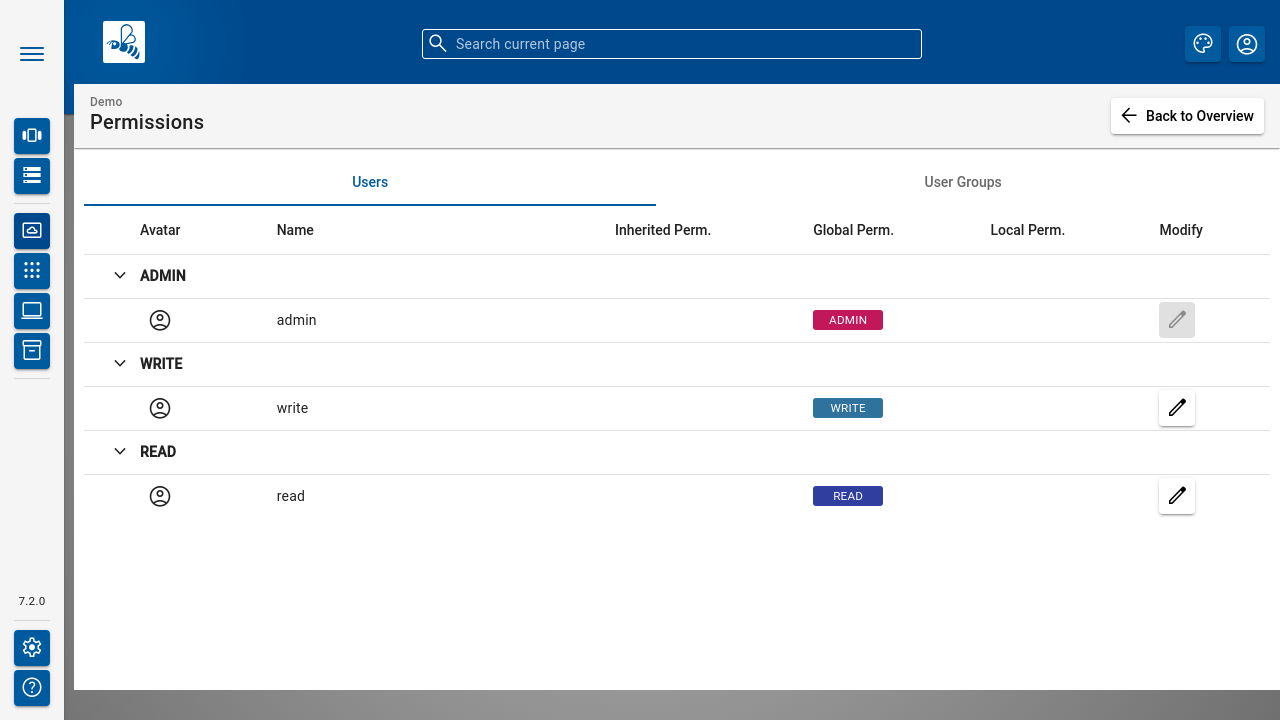 Search current page
Demo
Permissions
Back to Overview
Users
User Groups
Avatar Name Inherited Perm. Global Perm. Local Perm. Modify
ADMIN
admin ADMIN
WRITE
write WRITE
READ
read READ
7.2.0